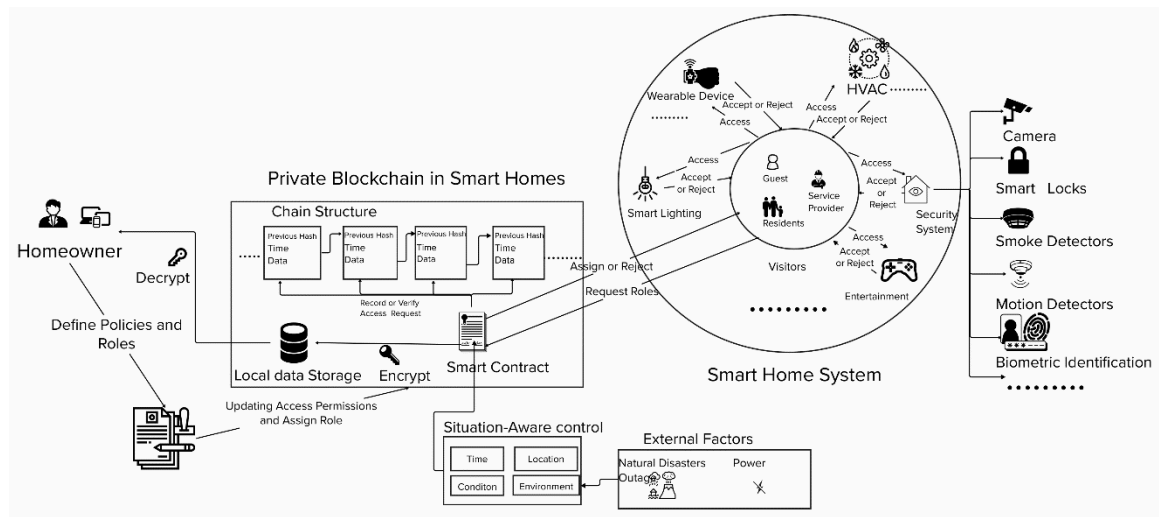 Private Blockchain in Smart Homes
Chain Structure
Previous Hash
Time
Data
Previous Hash
Time
Data
Previous Hash
Time
Data
Previous Hash
Time
Data
Record or Verify
Access Request
Local data Storage
Encrypt
Smart Contract
Homeowner
Decrypt
Define Policies and
Roles
Updating Access Permissions
and Assign Role
Situation-Aware control
Time
Location
Conditon
Environment
External Factors
Natural Disasters
Power
Outage
Assign or Reject
Request Roles
Wearable Device
Accept or Reject
Access
HVAC
Access
Accept or Reject
Smart Lighting
Access
Accept
or Reject
Guest
Service
Provider
Residents
Visitors
Access
Accept
or
Reject
Security
System
Access
Accept
or Reject
Entertainment
Smart Home System
Camera
Smart Locks
Smoke Detectors
Motion Detectors
Biometric Identification